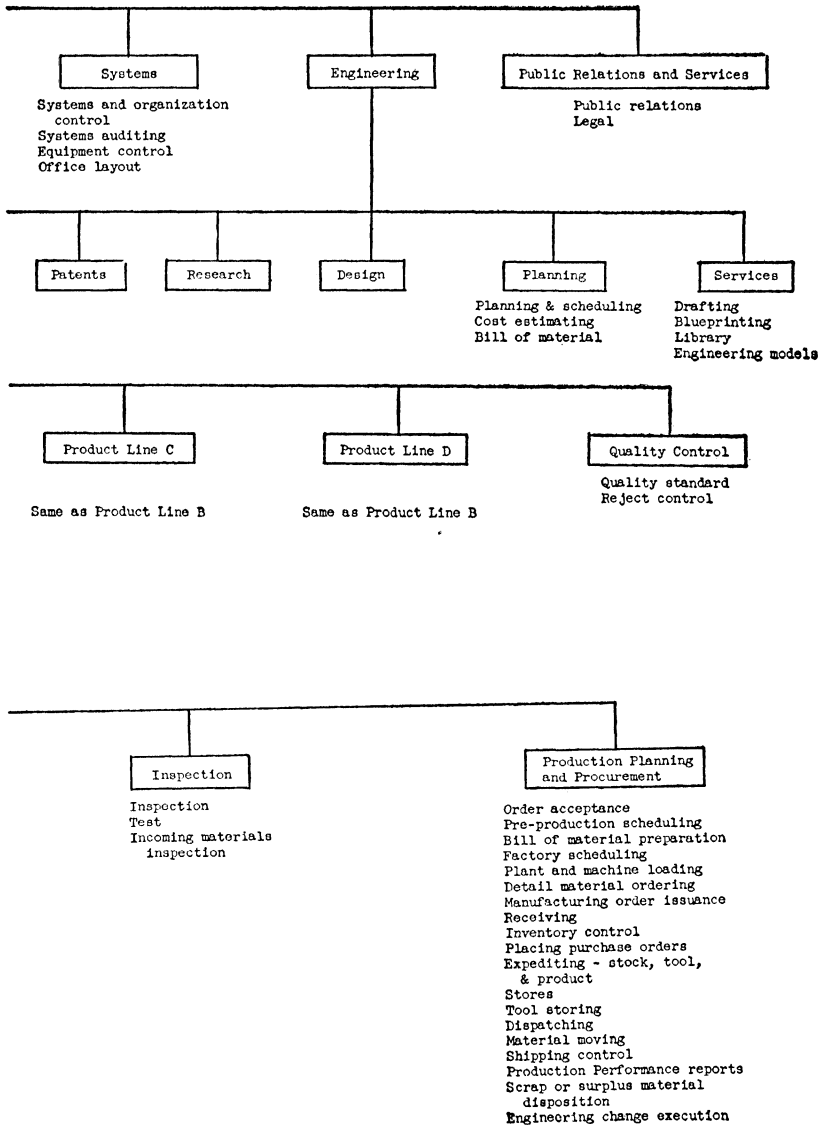 Systems
Engineering
Public Relations and Services
Systems and organization
control
Systems auditing
Equipment control
Office layout
Public relations
Legal
Patents
Research
Design
Planning
Services
Planning & scheduling
Cost estimating
Bill of material
Drafting
Blueprinting
Library
Engineering models
Product Line C
Product Line D
Quality Control
Same as Product Line B
Same as Product Line B
Quality standard
Reject control
Inspection
Production Planning
and Procurement
Inspection
Test
Incoming materials
inspection
Order acceptance
Pre-production scheduling
Bill of material preparation
Factory scheduling
Plant and machine loading
Detail material ordering
Manufacturing order issuance
Receiving
Inventory control
Placing purchase orders
Expediting - stock, tool,
& product
Stores
Tool storing
Dispatching
Material moving
Shipping control
Production Performance reports
Scrap or surplus material
disposition
Engineering change execution